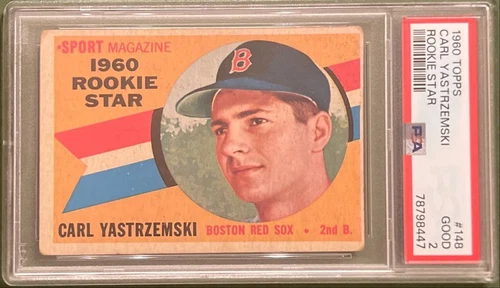 SPORT MAGAZINE
1960
ROOKIE
STAR
B
CARL YASTRZEMSKI BOSTON RED SOX • 2nd B.
1960 TOPPS #148
CARL YASTRZEMSKI GOOD
ROOKIE STAR 2
PSA
78798447